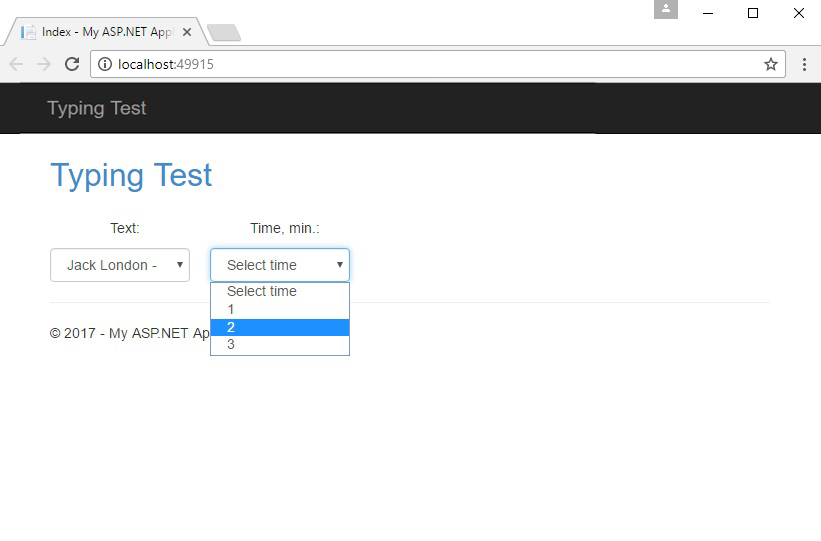 Index - My ASP.NET Appl
localhost:49915
Typing Test
Typing Test
Text:
Time, min.:
Jack London -
Select time
Select time
1
2
3
© 2017 - My ASP.NET Ap